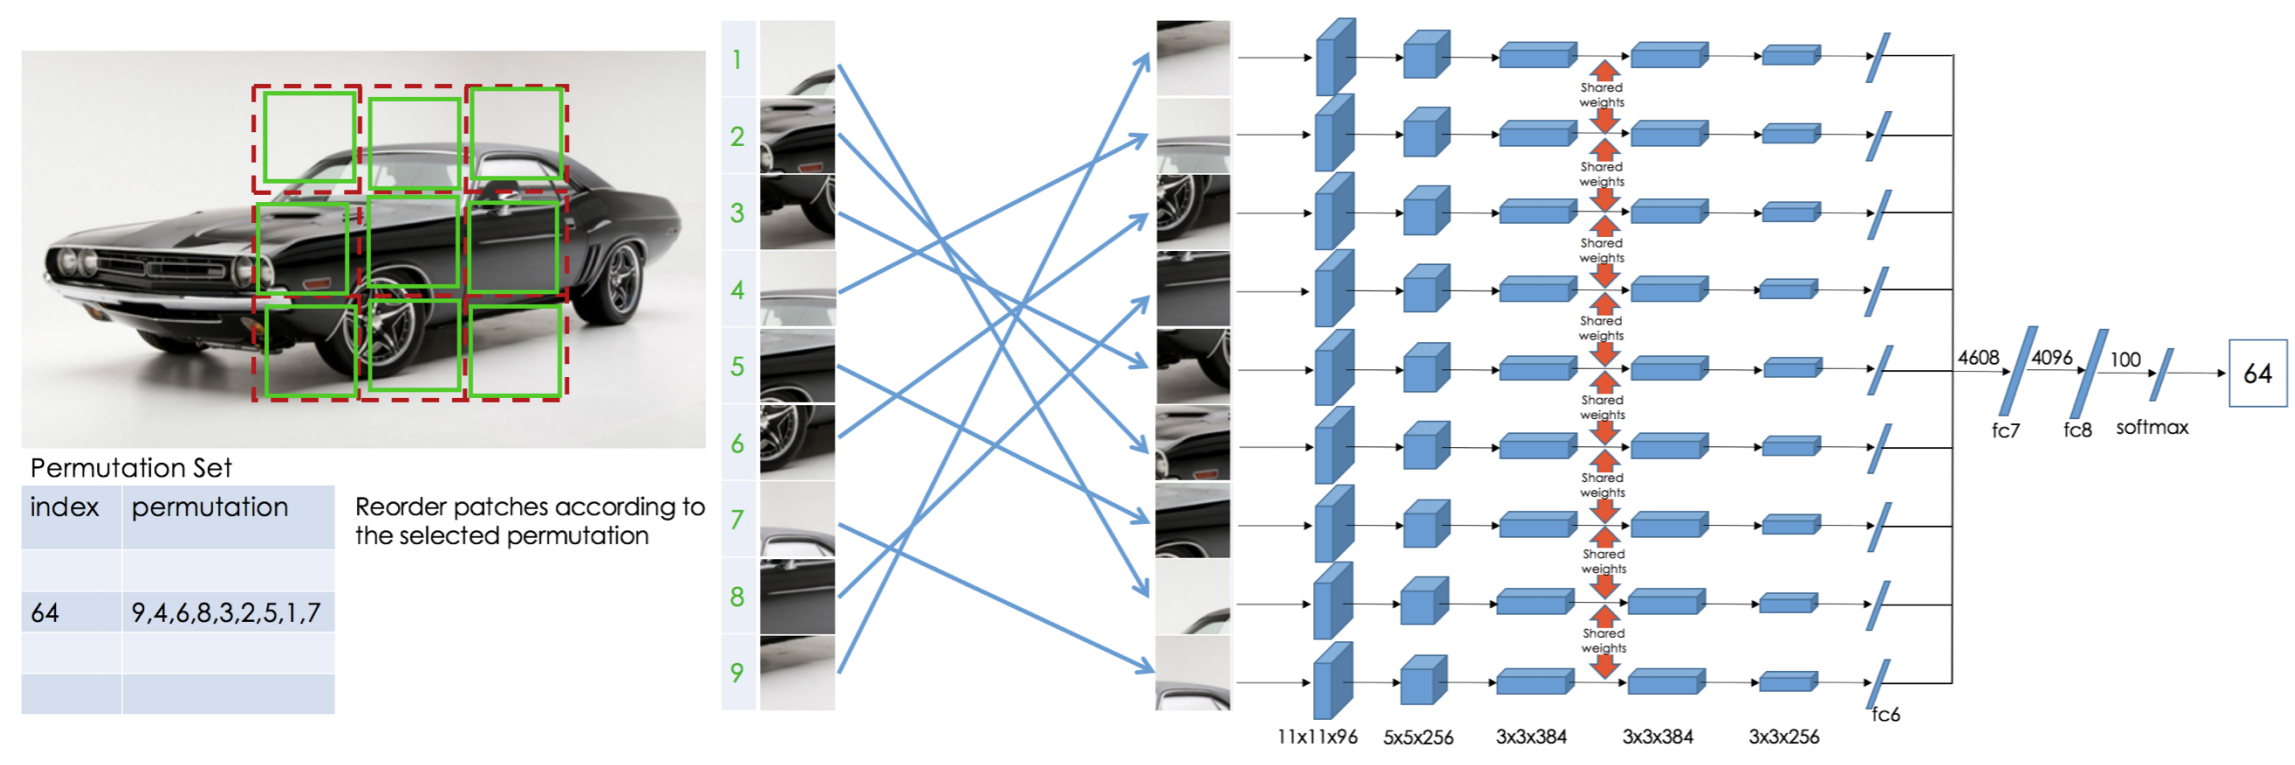 Permutation Set
index permutation
64 9,4,6,8,3,2,5,1,7
Reorder patches according to
the selected permutation
1
2
3
4
5
6
7
8
9
Shared
weights
Shared
weights
Shared
weights
Shared
weights
Shared
weights
Shared
weights
Shared
weights
Shared
weights
11x11x96 5x5x256 3x3x384 3x3x384 3x3x256
fc6
4608 4096 100
fc7 fc8 softmax
64